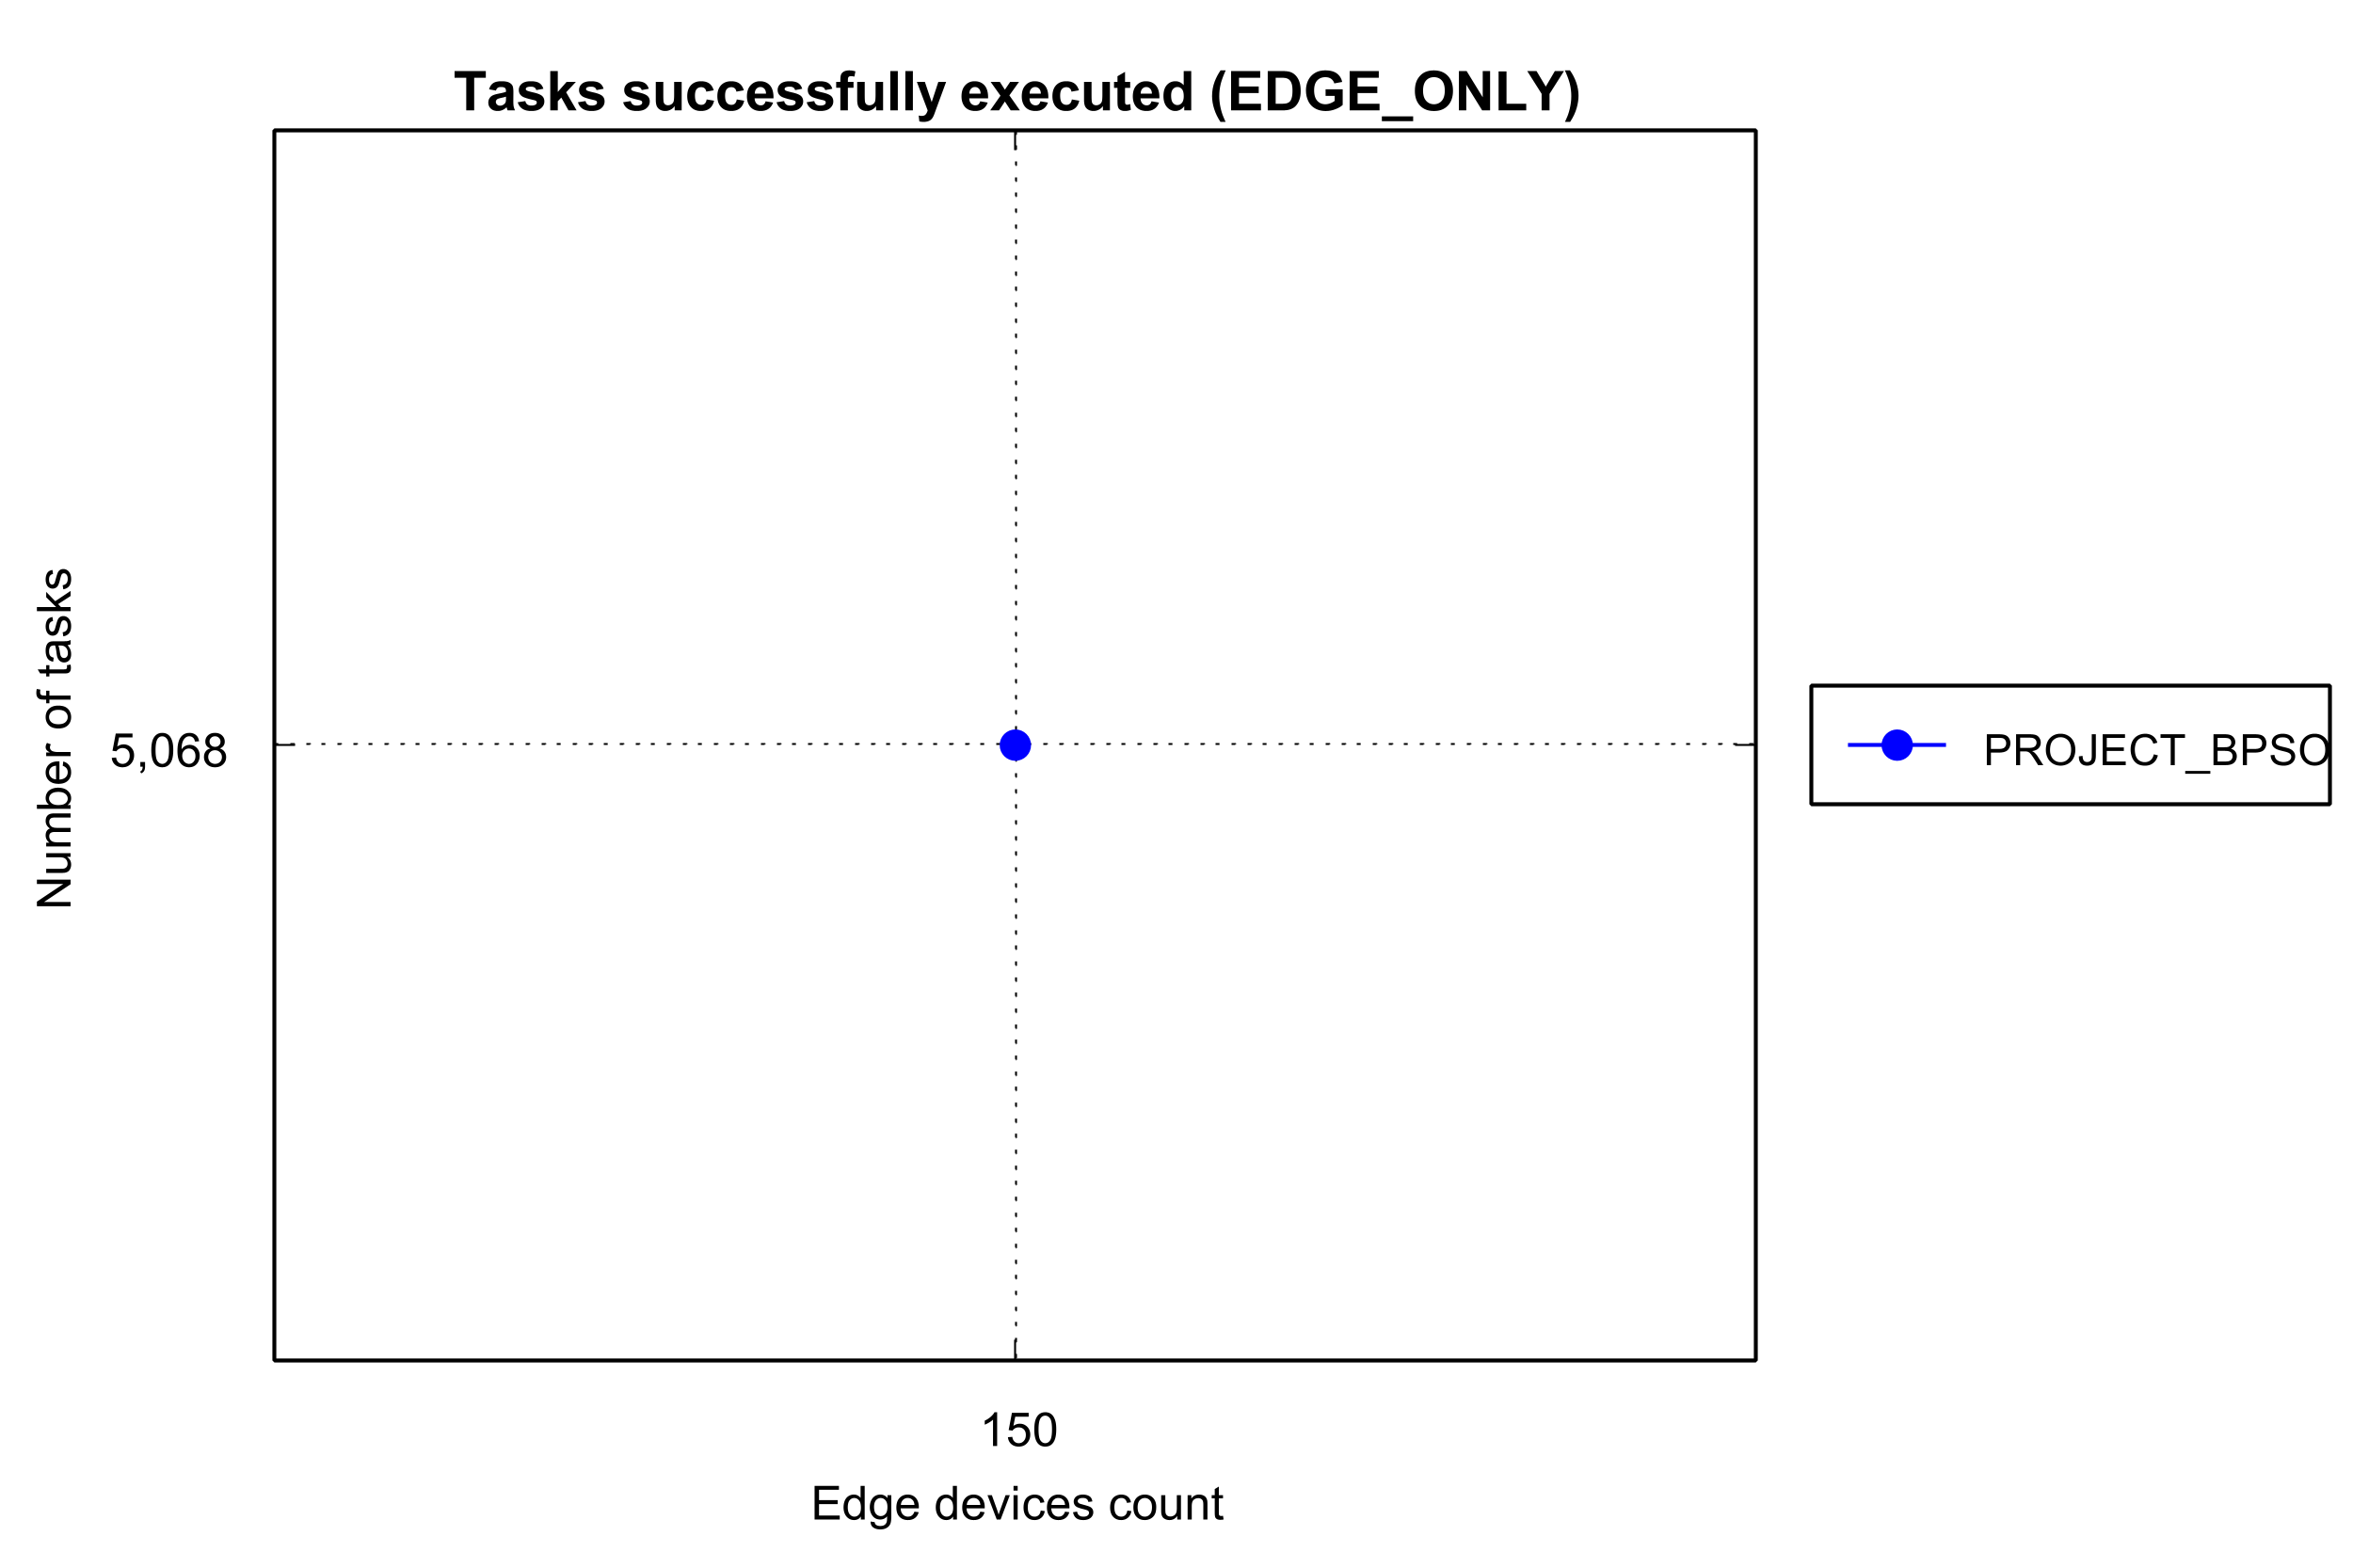 Tasks successfully executed (EDGE_ONLY)
Number of tasks
5,068
PROJECT_BPSO
150
Edge devices count